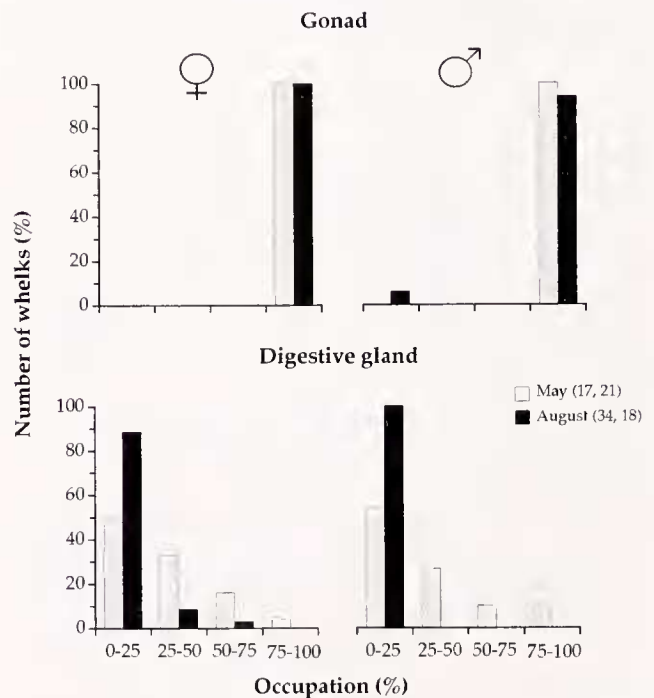 Gonad
♀ ♂
100
80
60
40
20
0
Number of whelks (%)
Digestive gland
May (17, 21)
August (34, 18)
100
80
60
40
20
0
0-25 25-50 50-75 75-100 0-25 25-50 50-75 75-100
Occupation (%)